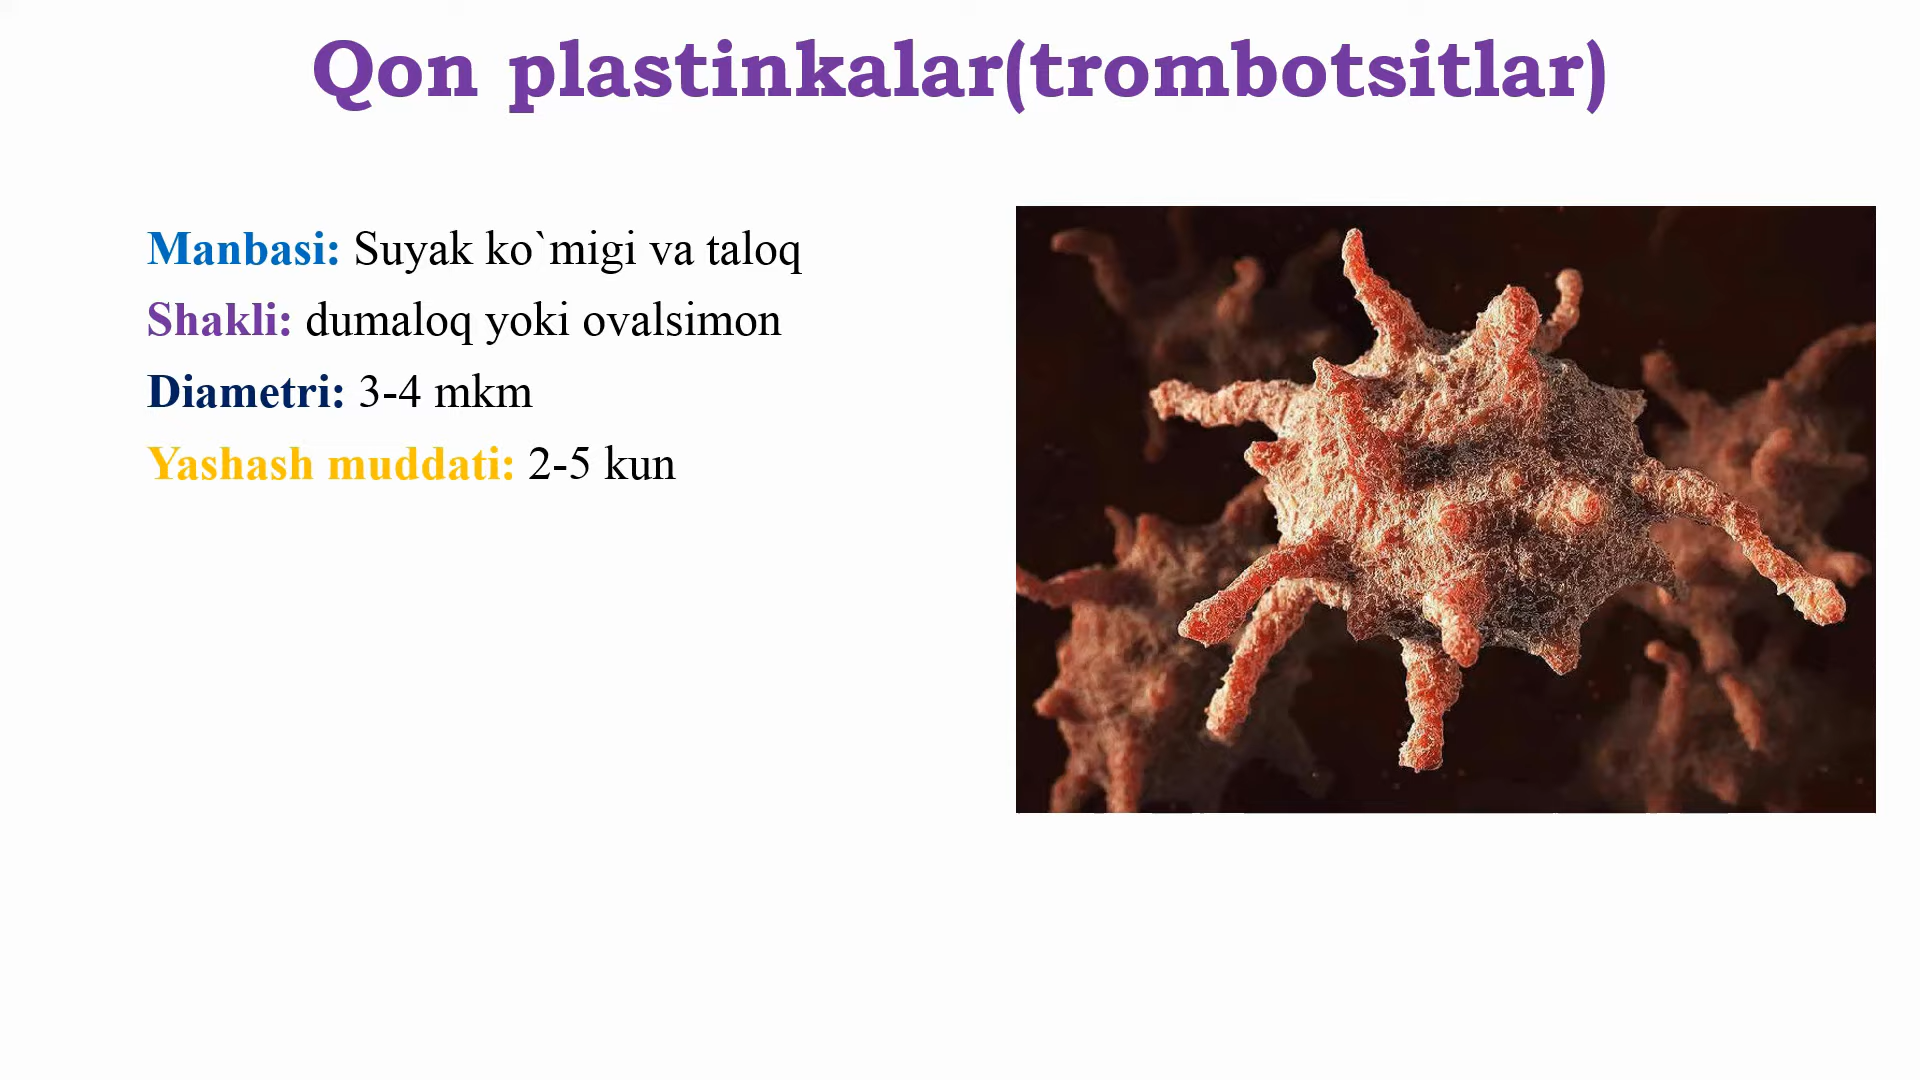 Qon plastinkalar(trombotsitlar)
Manbasi: Suyak ko`migi va taloq
Shakli: dumaloq yoki ovalsimon
Diametri: 3-4 mkm
Yashash muddati: 2-5 kun